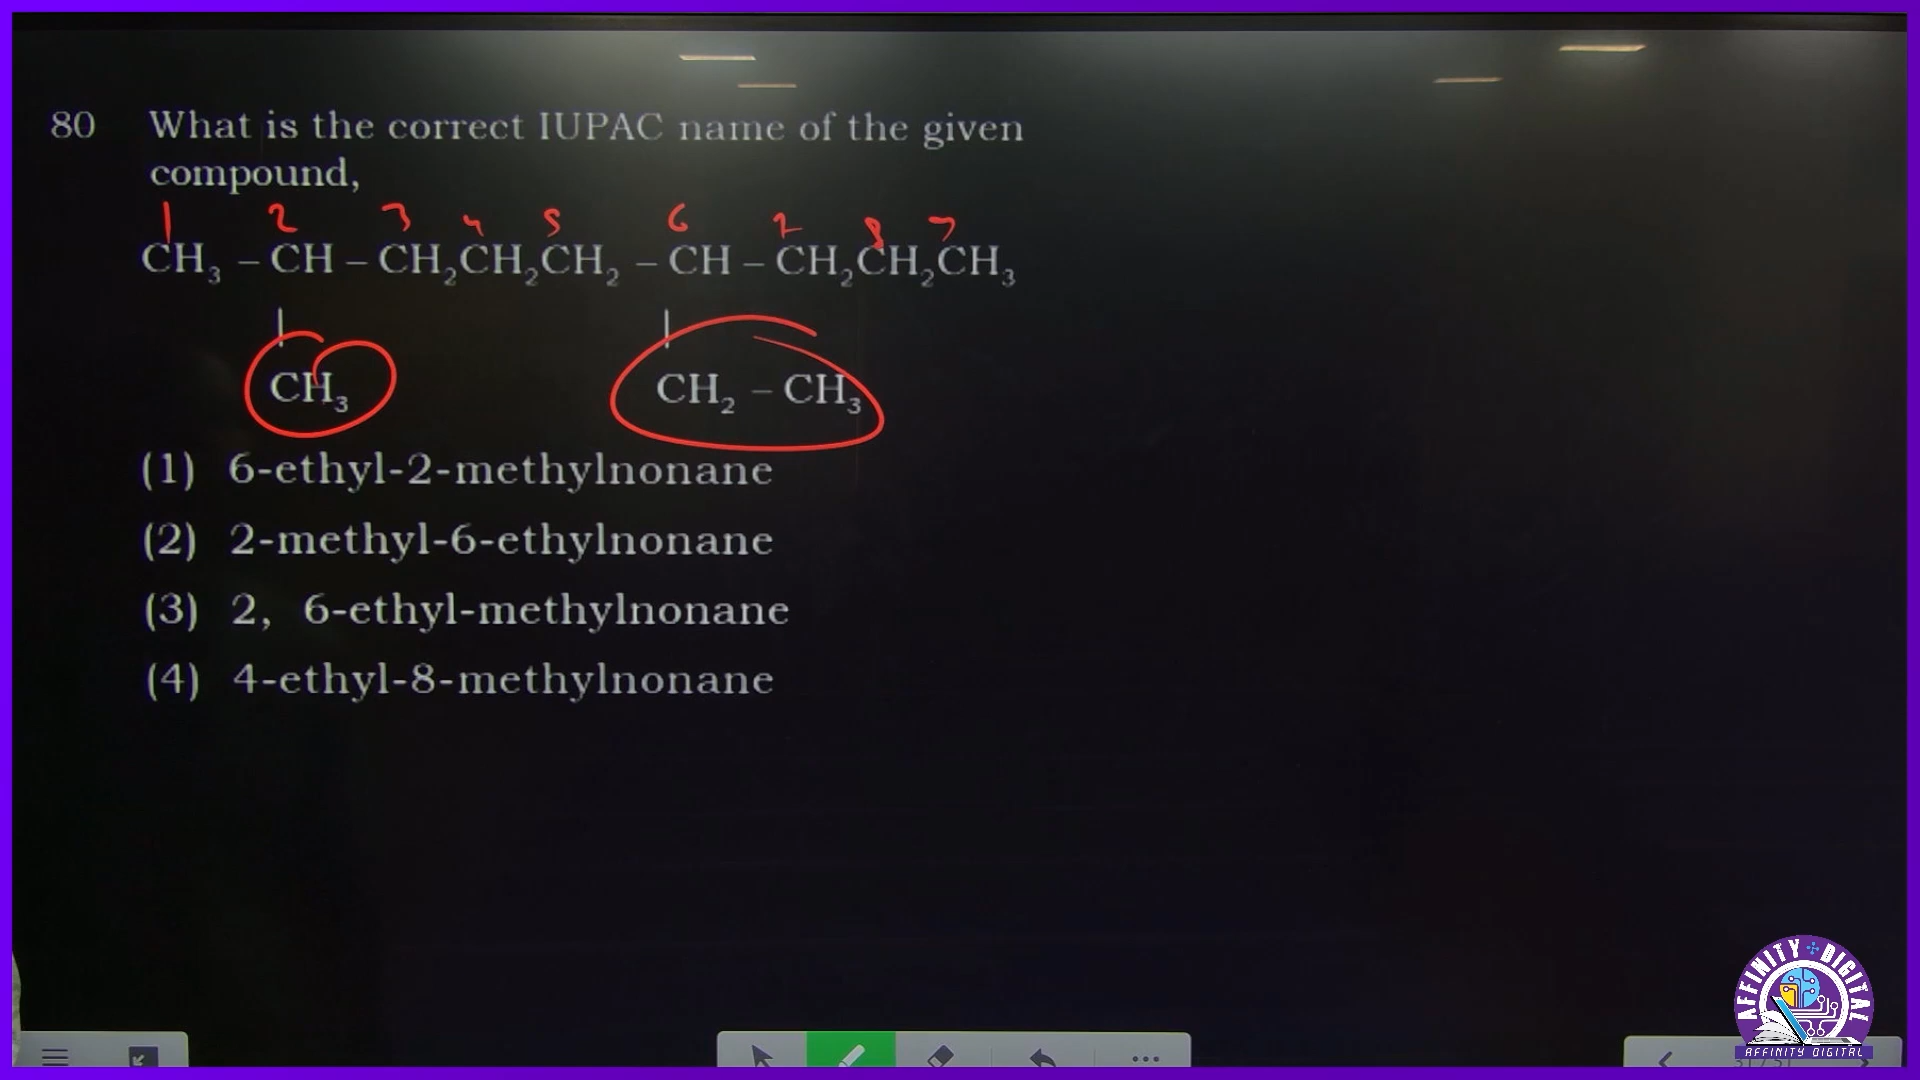 80 What is the correct IUPAC name of the given
compound,
1 2 3 4 5 6 7 8 9
CH₃ – CH – CH₂CH₂CH₂ – CH – CH₂CH₂CH₃
CH₃ CH₂ – CH₃
(1) 6-ethyl-2-methylnonane
(2) 2-methyl-6-ethylnonane
(3) 2, 6-ethyl-methylnonane
(4) 4-ethyl-8-methylnonane
AFFINITY DIGITAL
AFFINITY DIGITAL